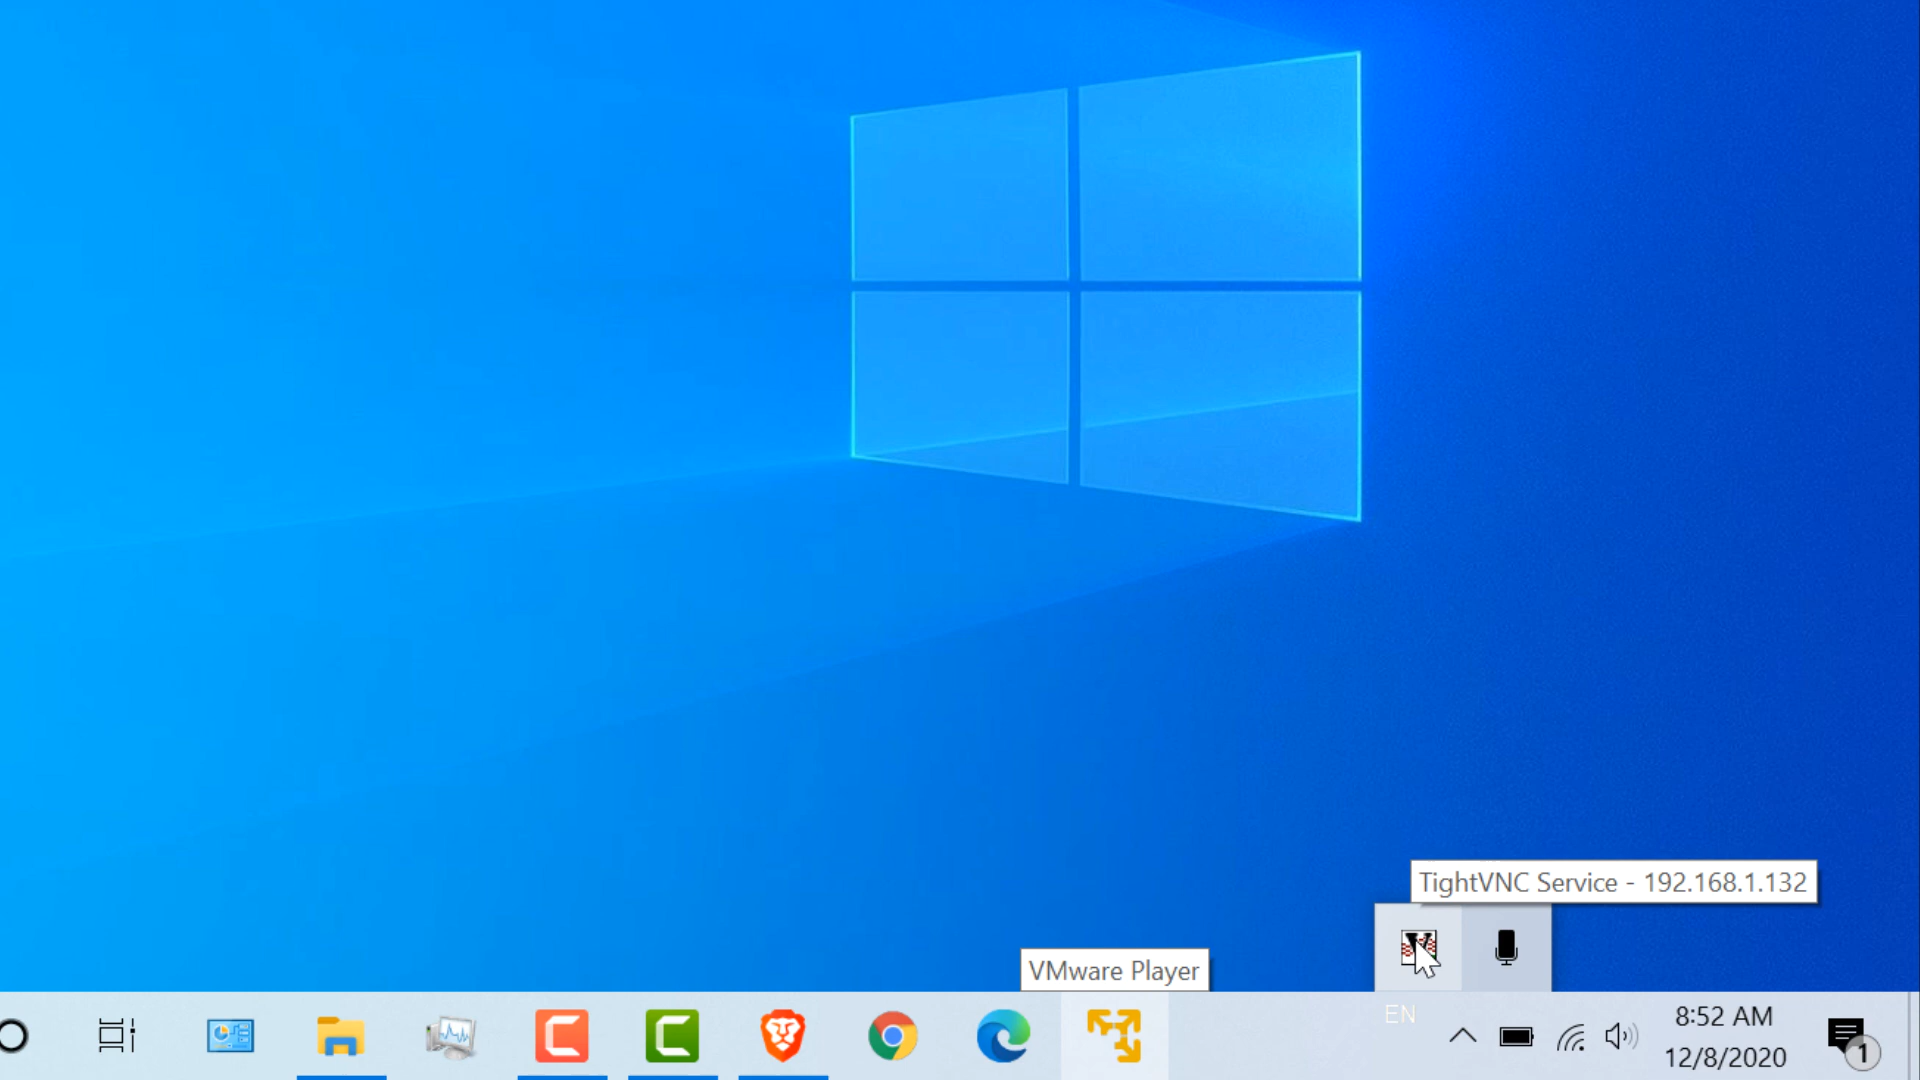 TightVNC Service - 192.168.1.132
VMware Player
EN
8:52 AM
12/8/2020
1